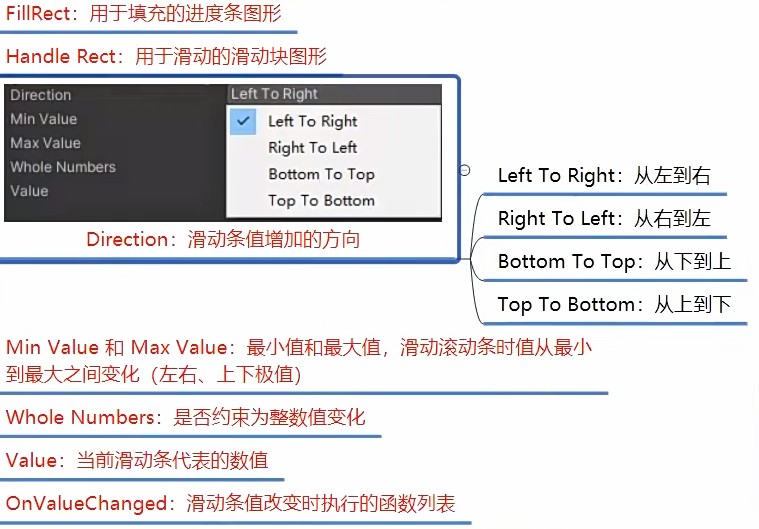 FillRect：用于填充的进度条图形
Handle Rect：用于滑动的滑动块图形
Direction
Left To Right
Min Value
Max Value
Whole Numbers
Value
Left To Right
Right To Left
Bottom To Top
Top To Bottom
Direction：滑动条值增加的方向
Left To Right：从左到右
Right To Left：从右到左
Bottom To Top：从下到上
Top To Bottom：从上到下
Min Value 和 Max Value：最小值和最大值，滑动滚动条时值从最小
到最大之间变化（左右、上下极值）
Whole Numbers：是否约束为整数值变化
Value：当前滑动条代表的数值
OnValueChanged：滑动条值改变时执行的函数列表